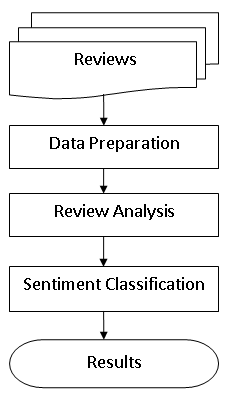 Reviews
Data Preparation
Review Analysis
Sentiment Classification
Results